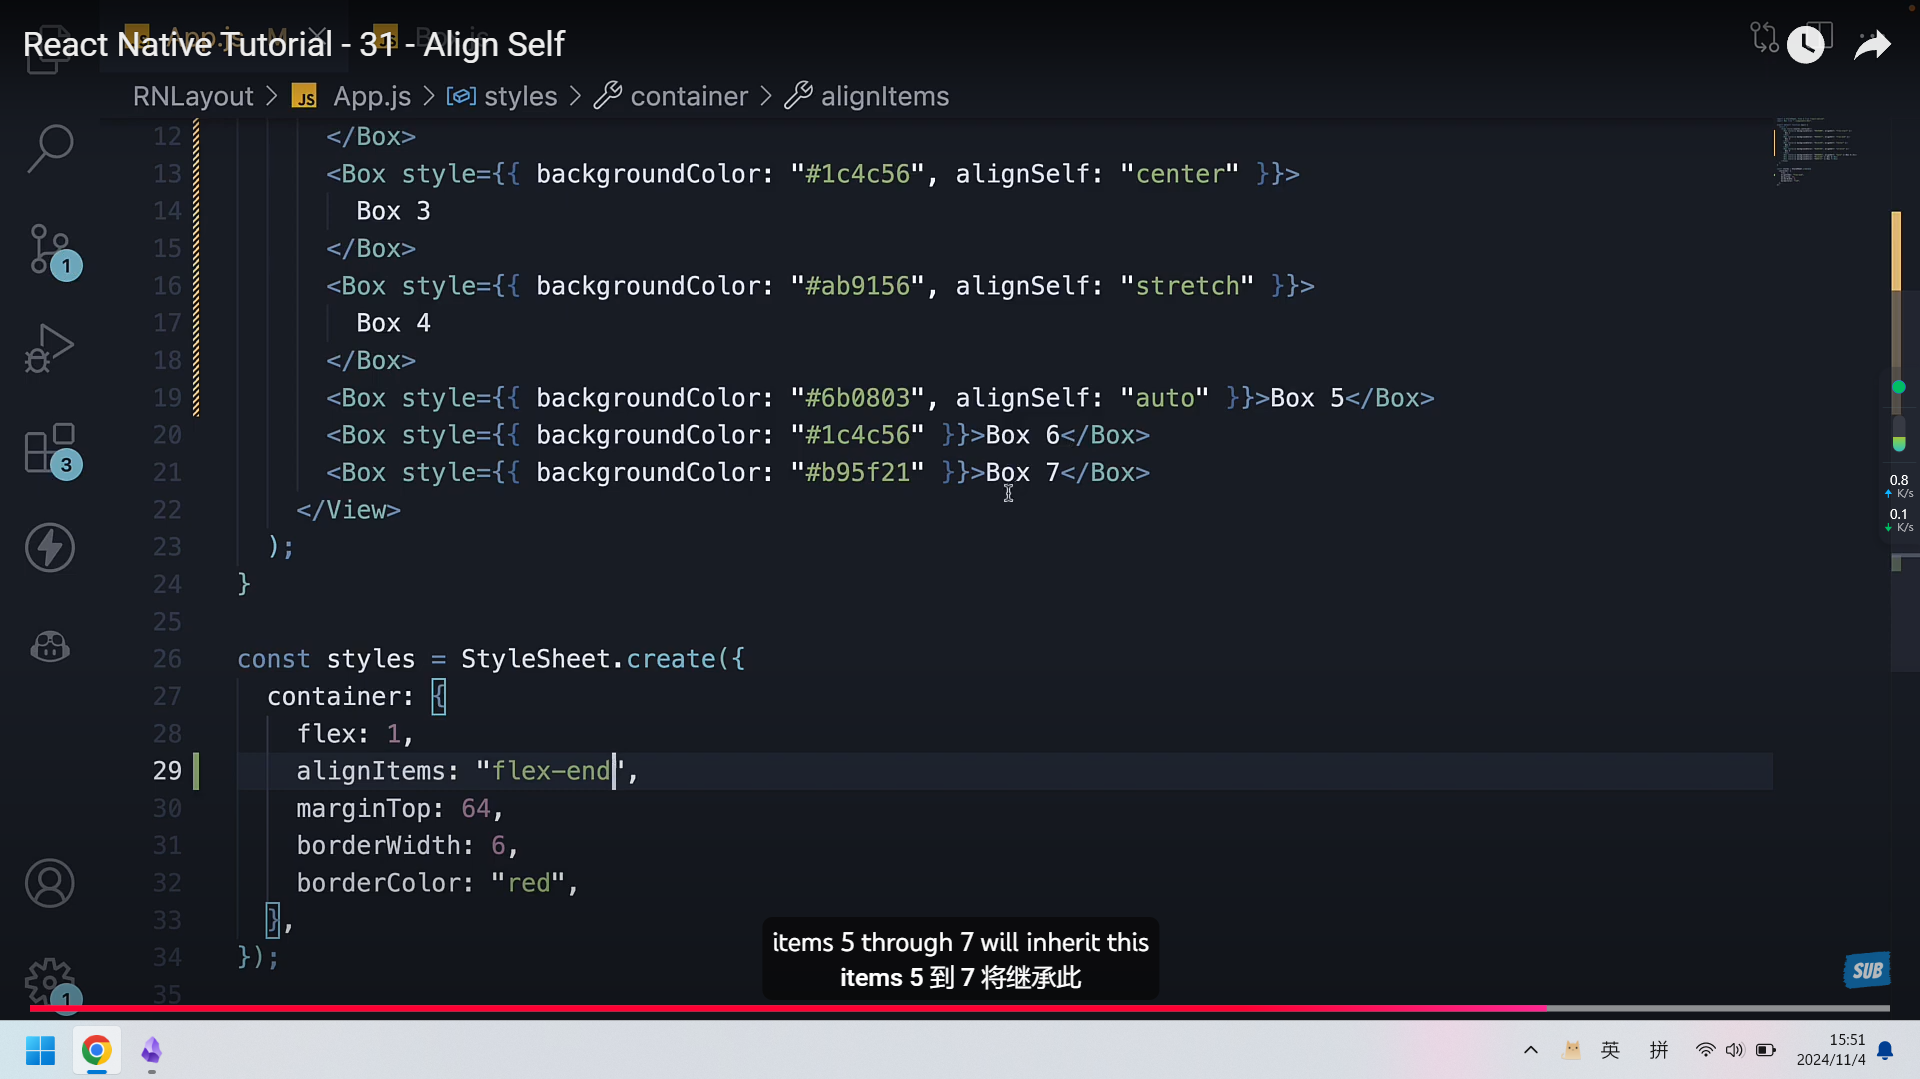 React Native Tutorial - 31 - Align Self
RNLayout > JS App.js > styles > container > alignItems
12 </Box>
13 <Box style={{ backgroundColor: "#1c4c56", alignSelf: "center" }}>
14 Box 3
15 </Box>
16 <Box style={{ backgroundColor: "#ab9156", alignSelf: "stretch" }}>
17 Box 4
18 </Box>
19 <Box style={{ backgroundColor: "#6b0803", alignSelf: "auto" }}>Box 5</Box>
20 <Box style={{ backgroundColor: "#1c4c56" }}>Box 6</Box>
21 <Box style={{ backgroundColor: "#b95f21" }}>Box 7</Box>
22 </View>
23 );
24 }
25
26 const styles = StyleSheet.create({
27 container: {
28 flex: 1,
29 alignItems: "flex-end",
30 marginTop: 64,
31 borderWidth: 6,
32 borderColor: "red",
33 },
34 });
35
1
3
1
0.8
K/s
0.1
K/s
items 5 through 7 will inherit this
items 5 到 7 将继承此
SUB
英
拼
15:51
2024/11/4